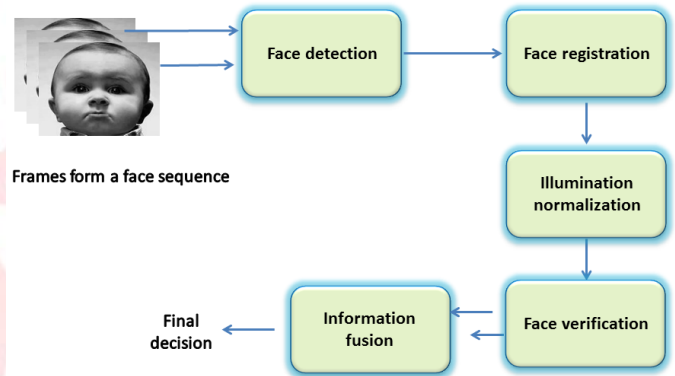 Face detection
Face registration
Frames form a face sequence
Illumination
normalization
Face verification
Information
fusion
Final
decision